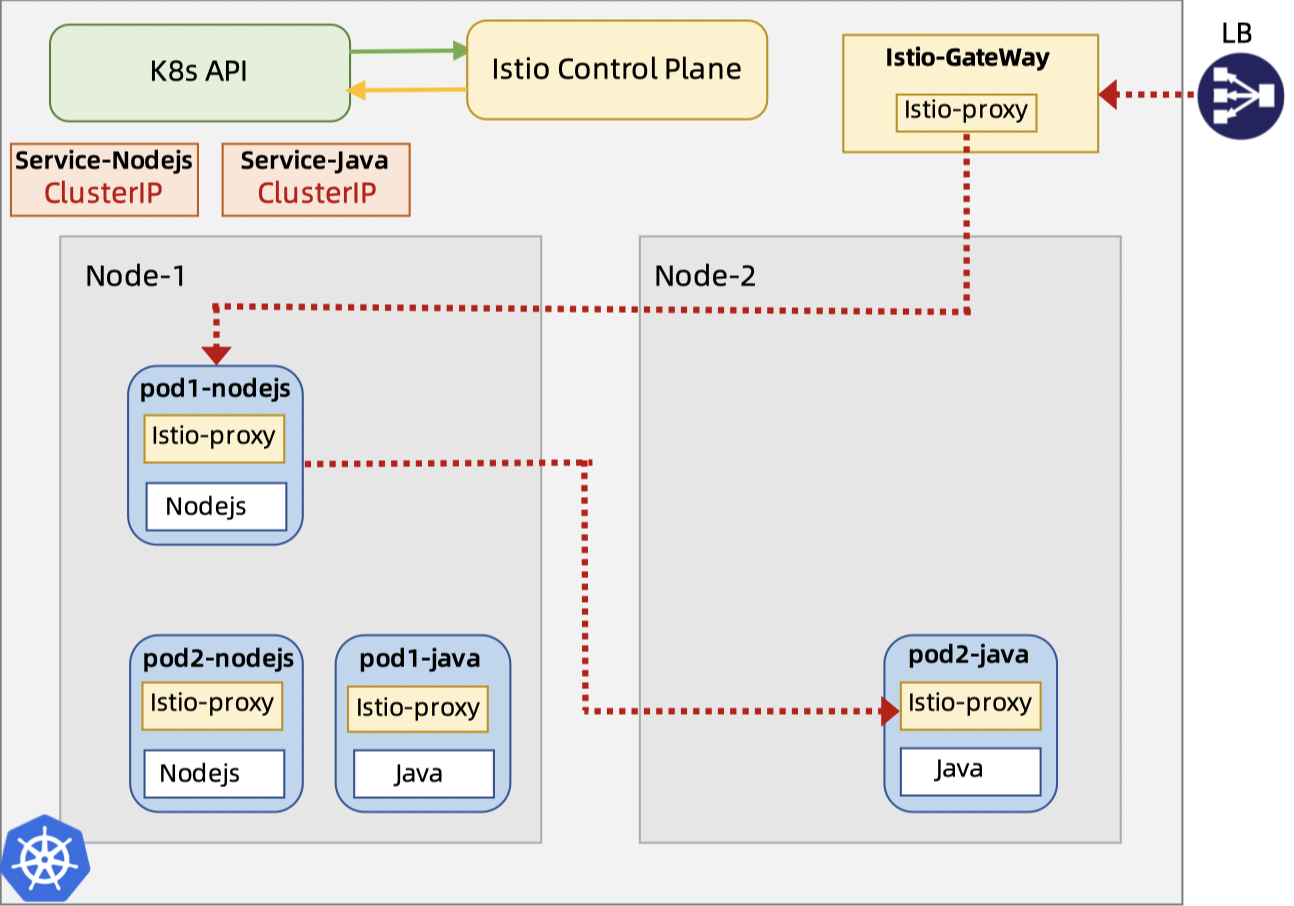 K8s API
Istio Control Plane
Istio-GateWay
Istio-proxy
LB
Service-Nodejs
ClusterIP
Service-Java
ClusterIP
Node-1
Node-2
pod1-nodejs
Istio-proxy
Nodejs
pod2-nodejs
Istio-proxy
Nodejs
pod1-java
Istio-proxy
Java
pod2-java
Istio-proxy
Java